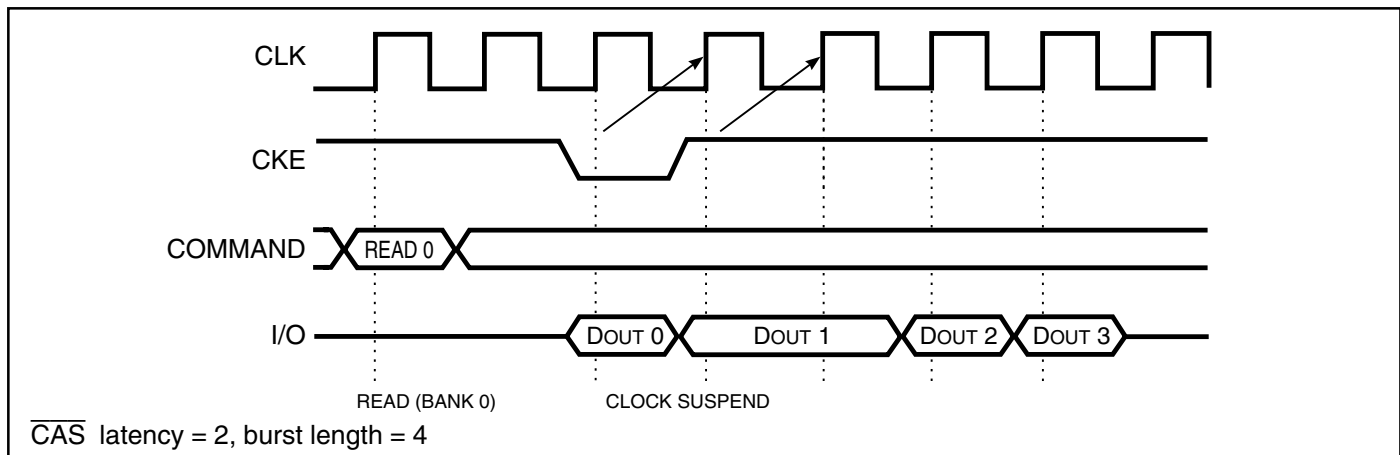 CLK
CKE
COMMAND
READ 0
I/O
DOUT 0
DOUT 1
DOUT 2
DOUT 3
READ (BANK 0)
CLOCK SUSPEND
CAS latency = 2, burst length = 4